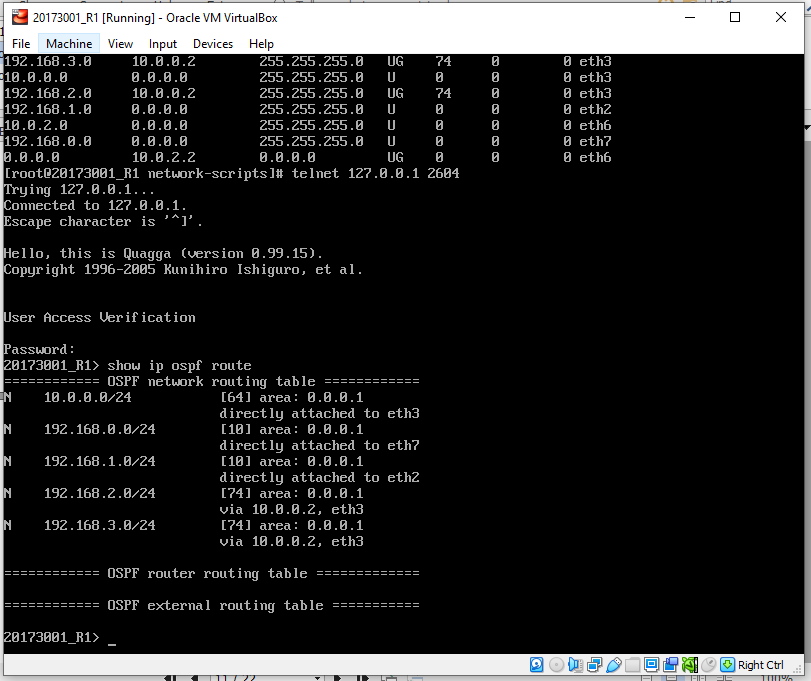 20173001_R1 [Running] - Oracle VM VirtualBox
File Machine View Input Devices Help
192.168.3.0 10.0.0.2 255.255.255.0 UG 74 0 0 eth3
10.0.0.0 0.0.0.0 255.255.255.0 U 0 0 0 eth3
192.168.2.0 10.0.0.2 255.255.255.0 UG 74 0 0 eth3
192.168.1.0 0.0.0.0 255.255.255.0 U 0 0 0 eth2
10.0.2.0 0.0.0.0 255.255.255.0 U 0 0 0 eth6
192.168.0.0 0.0.0.0 255.255.255.0 U 0 0 0 eth7
0.0.0.0 10.0.2.2 0.0.0.0 UG 0 0 0 eth6
[root@20173001_R1 network-scripts]# telnet 127.0.0.1 2604
Trying 127.0.0.1...
Connected to 127.0.0.1.
Escape character is '^]'.
Hello, this is Quagga (version 0.99.15).
Copyright 1996-2005 Kunihiro Ishiguro, et al.
User Access Verification
Password:
20173001_R1> show ip ospf route
============ OSPF network routing table ============
N 10.0.0.0/24 [64] area: 0.0.0.1
directly attached to eth3
N 192.168.0.0/24 [10] area: 0.0.0.1
directly attached to eth7
N 192.168.1.0/24 [10] area: 0.0.0.1
directly attached to eth2
N 192.168.2.0/24 [74] area: 0.0.0.1
via 10.0.0.2, eth3
N 192.168.3.0/24 [74] area: 0.0.0.1
via 10.0.0.2, eth3
============ OSPF router routing table =============
============ OSPF external routing table ===========
20173001_R1> _
Right Ctrl